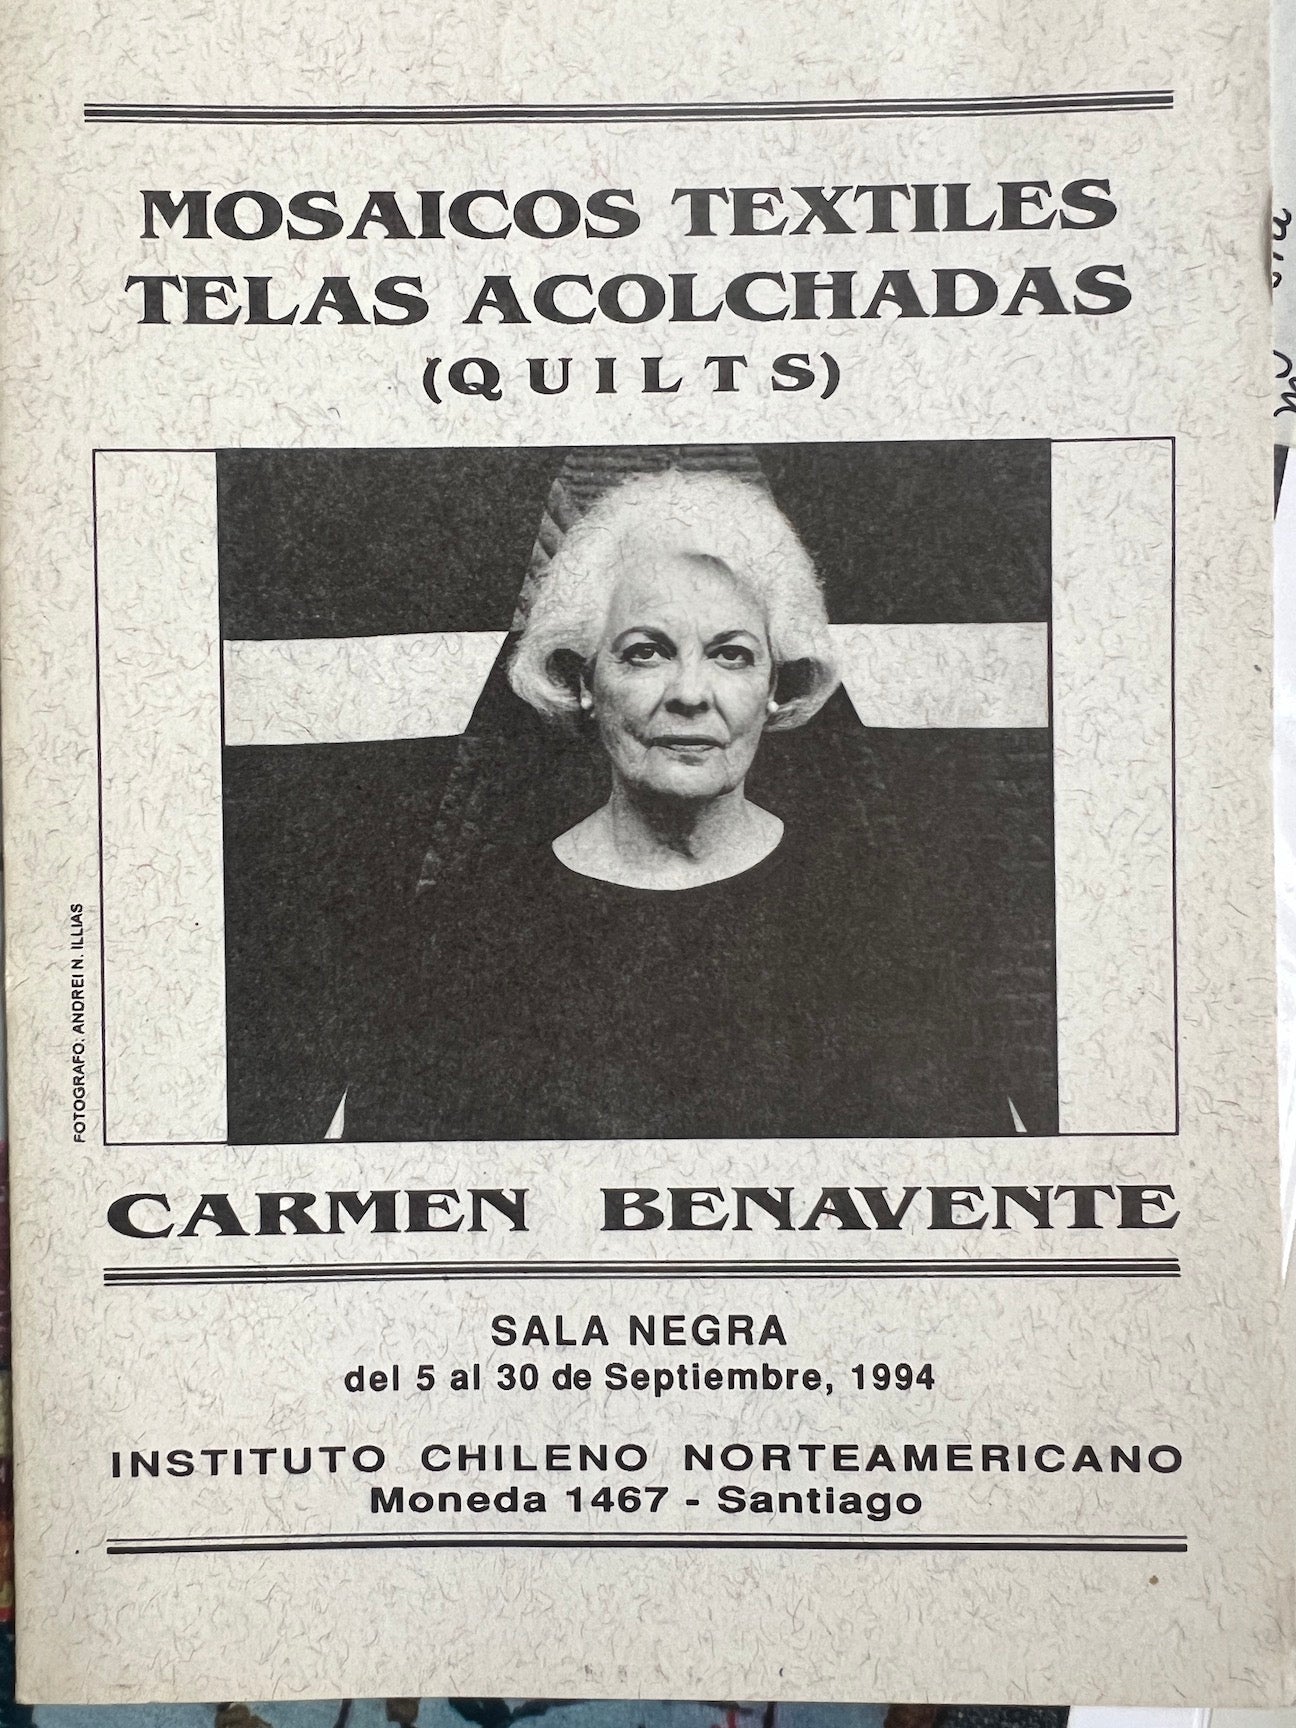 MOSAICOS TEXTILES
TELAS ACOLCHADAS
(QUILTS)
FOTOGRAFO: ANDREI N. ILLIAS
CARMEN BENAVENTE
SALA NEGRA
del 5 al 30 de Septiembre, 1994
INSTITUTO CHILENO NORTEAMERICANO
Moneda 1467 - Santiago